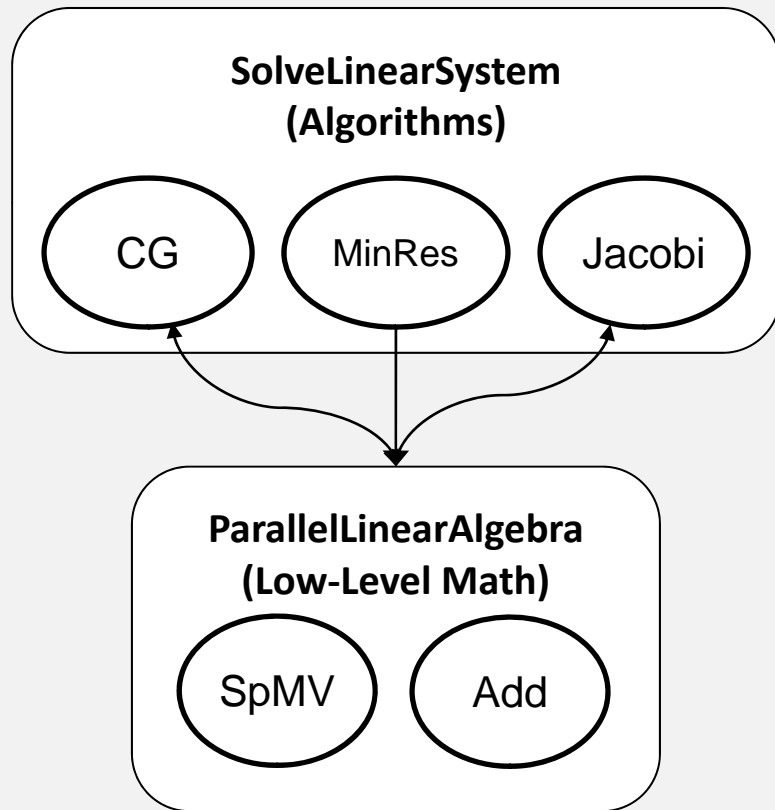 SolveLinearSystem
(Algorithms)
CG
MinRes
Jacobi
ParallelLinearAlgebra
(Low-Level Math)
SpMV
Add